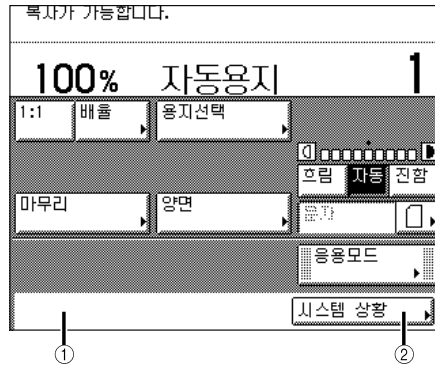 복사가 가능합니다.
100% 자동용지 1
1:1 배율 용지선택
흐림 자동 진함
마무리 양면 문자
응용모드
시스템 상황
① ②